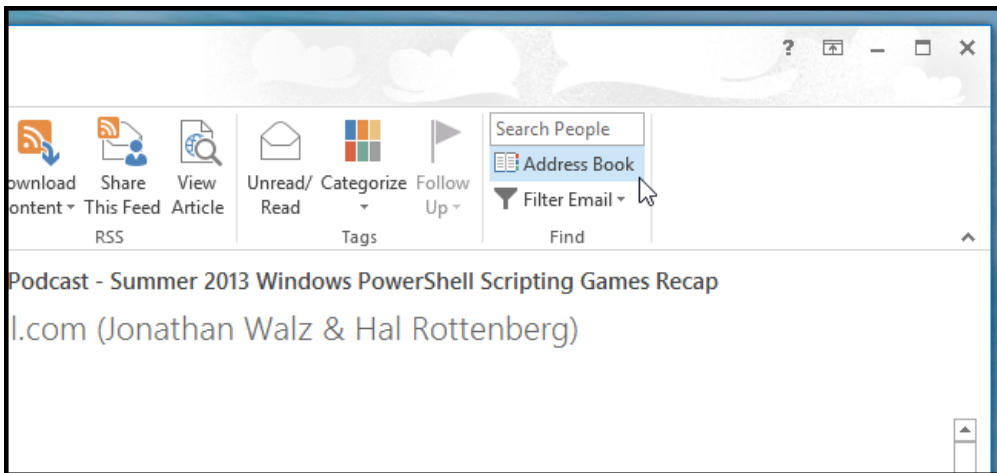 ?
Search People
Address Book
Filter Email
Find
ownload
ontent
Share
This Feed
View
Article
RSS
Unread/
Read
Categorize
Follow
Up
Tags
Podcast - Summer 2013 Windows PowerShell Scripting Games Recap
l.com (Jonathan Walz & Hal Rottenberg)